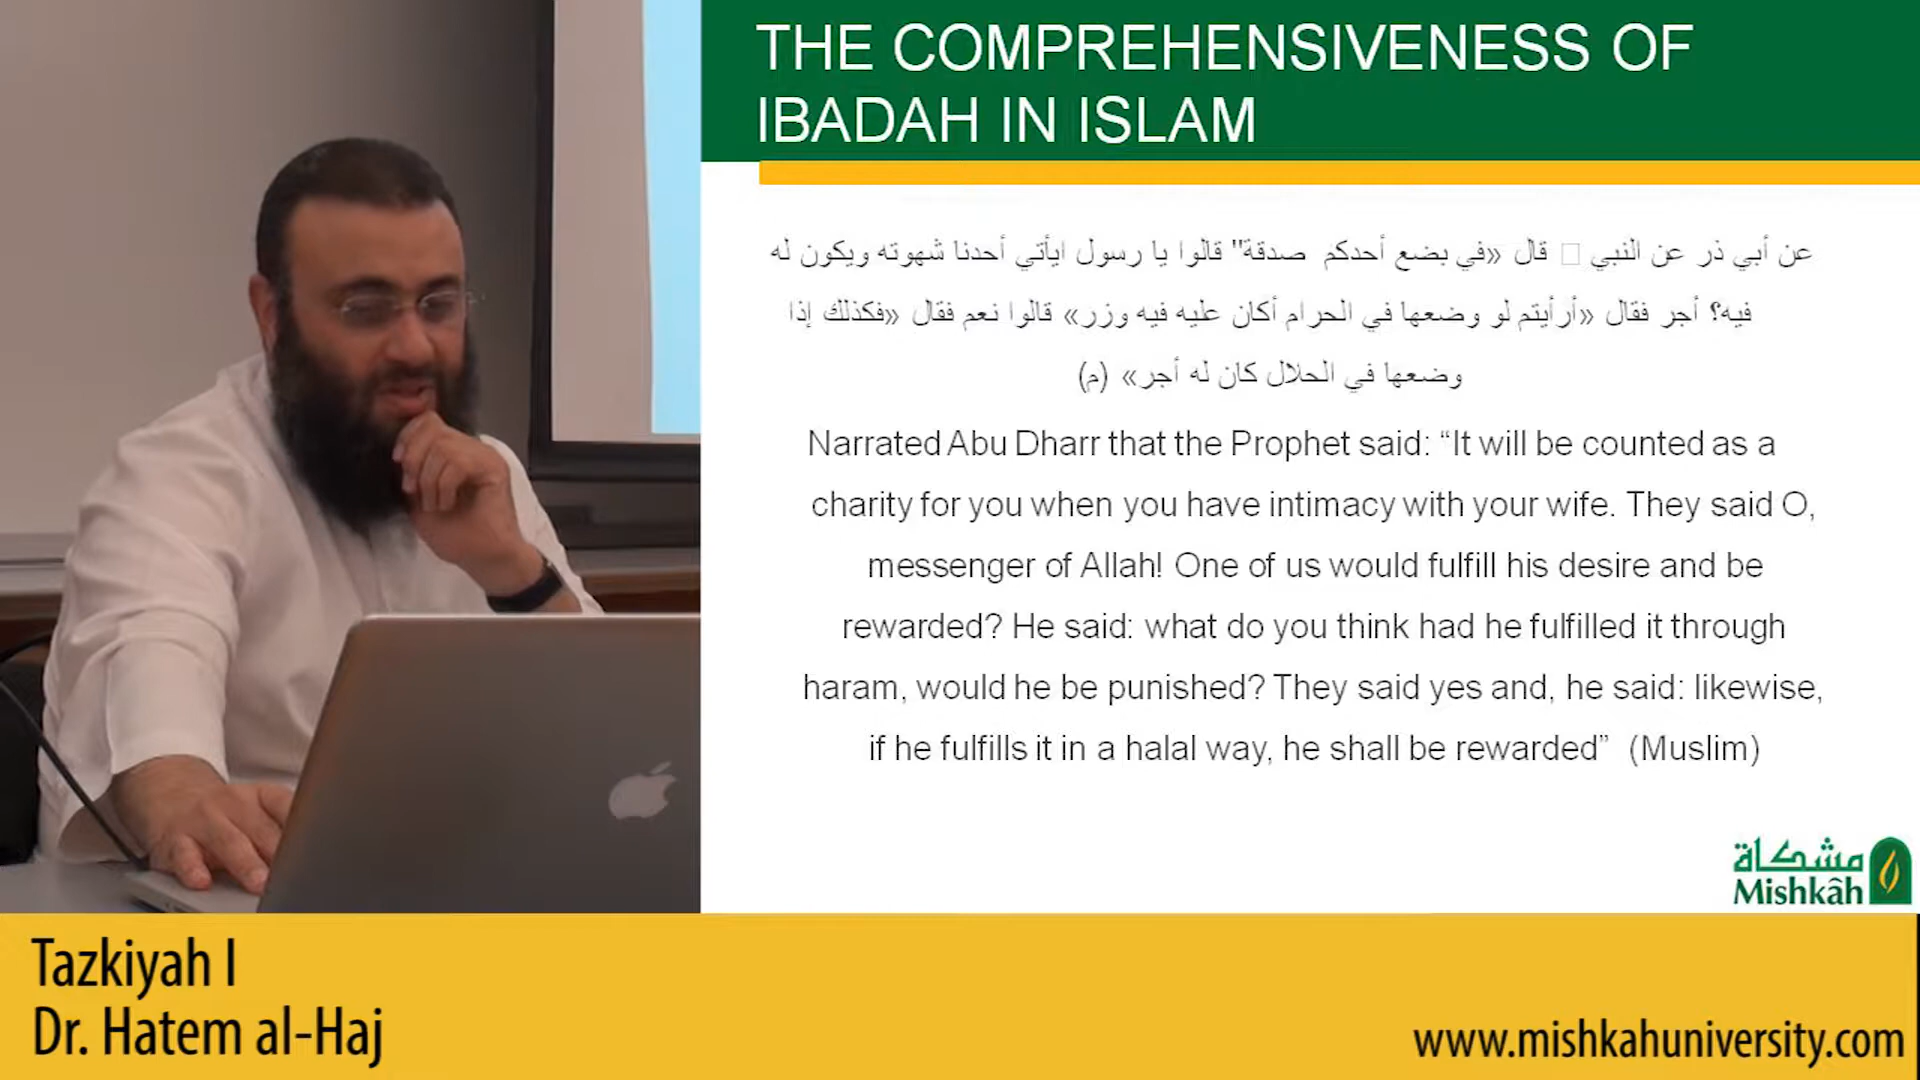 THE COMPREHENSIVENESS OF
IBADAH IN ISLAM
عن أبي ذر عن النبي قال «في بضع أحدكم صدقة" قالوا يا رسول ايأتي أحدنا شهوته ويكون له
فيه؟ أجر فقال «أرأيتم لو وضعها في الحرام أكان عليه فيه وزر» قالوا نعم فقال «فكذلك إذا
وضعها في الحلال كان له أجر» (م)
Narrated Abu Dharr that the Prophet said: “It will be counted as a
charity for you when you have intimacy with your wife. They said O,
messenger of Allah! One of us would fulfill his desire and be
rewarded? He said: what do you think had he fulfilled it through
haram, would he be punished? They said yes and, he said: likewise,
if he fulfills it in a halal way, he shall be rewarded” (Muslim)
مشكاة
Mishkâh
Tazkiyah I
Dr. Hatem al-Haj
www.mishkahuniversity.com